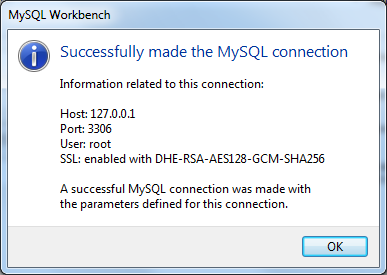 MySQL Workbench
Successfully made the MySQL connection
Information related to this connection:
Host: 127.0.0.1
Port: 3306
User: root
SSL: enabled with DHE-RSA-AES128-GCM-SHA256
A successful MySQL connection was made with
the parameters defined for this connection.
OK